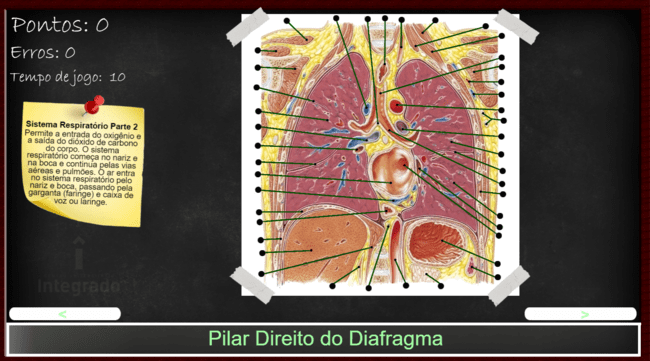 Pontos: 0
Erros: 0
Tempo de jogo: 10
Sistema Respiratório Parte 2
Permite a entrada do oxigênio e
a saída do dióxido de carbono
do corpo. O sistema
respiratório começa no nariz e
na boca e continua pelas vias
aéreas e pulmões. O ar entra
no sistema respiratório pelo
nariz e boca, passando pela
garganta (faringe) e caixa de
voz ou laringe.
Integrado
< >
Pilar Direito do Diafragma